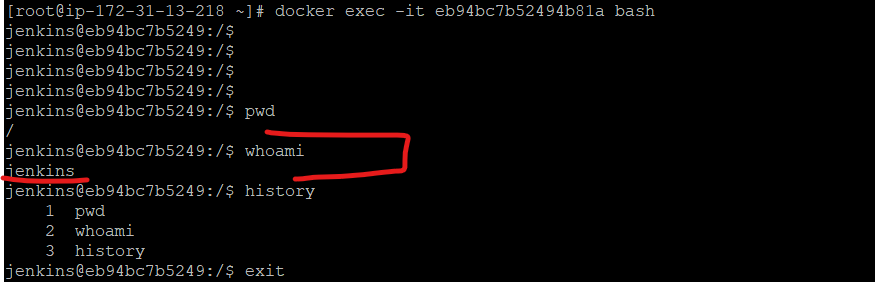 [root@ip-172-31-13-218 ~]# docker exec -it eb94bc7b52494b81a bash
jenkins@eb94bc7b5249:/$
jenkins@eb94bc7b5249:/$
jenkins@eb94bc7b5249:/$
jenkins@eb94bc7b5249:/$
jenkins@eb94bc7b5249:/$ pwd
/
jenkins@eb94bc7b5249:/$ whoami
jenkins
jenkins@eb94bc7b5249:/$ history
    1  pwd
    2  whoami
    3  history
jenkins@eb94bc7b5249:/$ exit